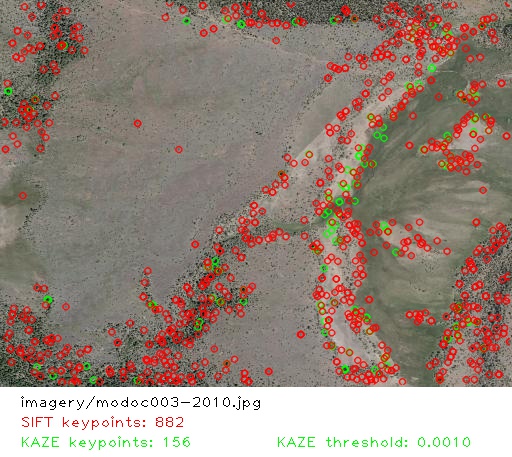 imagery/modoc003-2010.jpg
SIFT keypoints: 882
KAZE keypoints: 156 KAZE threshold: 0.0010